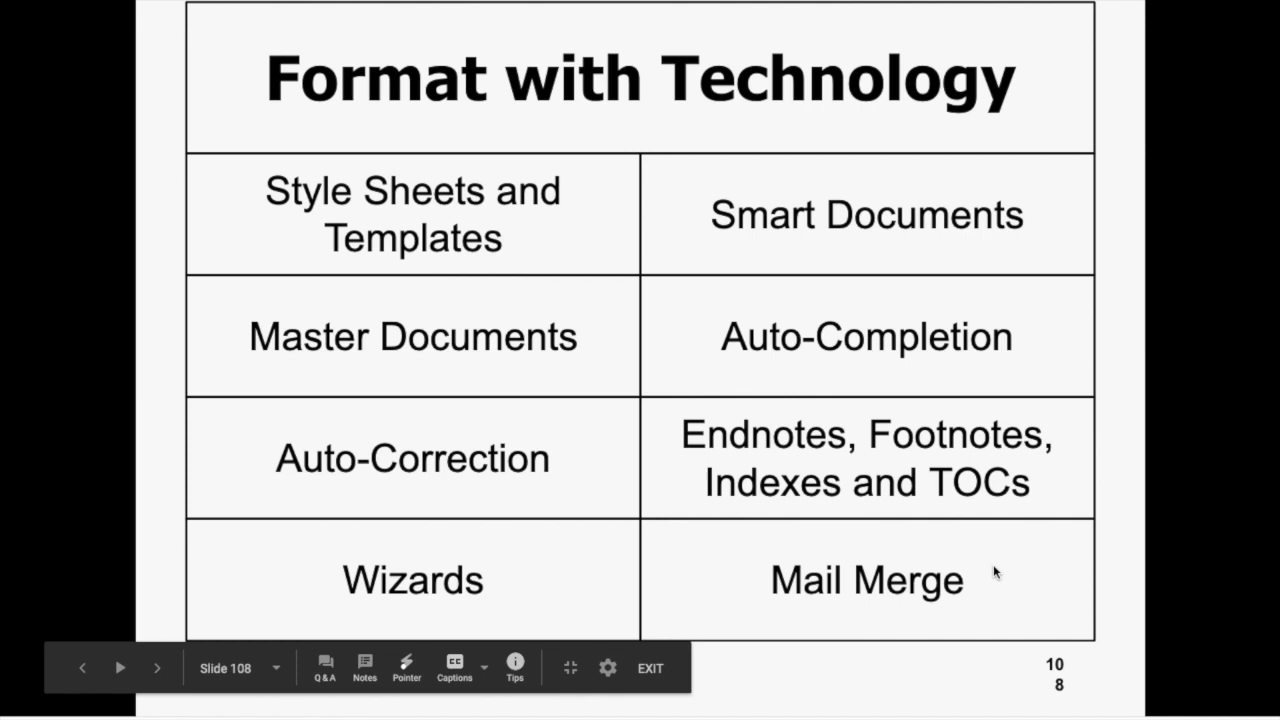 Format with Technology
Style Sheets and
Templates
Smart Documents
Master Documents
Auto-Completion
Auto-Correction
Endnotes, Footnotes,
Indexes and TOCs
Wizards
Mail Merge
Slide 108
Q & A
Notes
Pointer
CC
Captions
Tips
EXIT
10
8